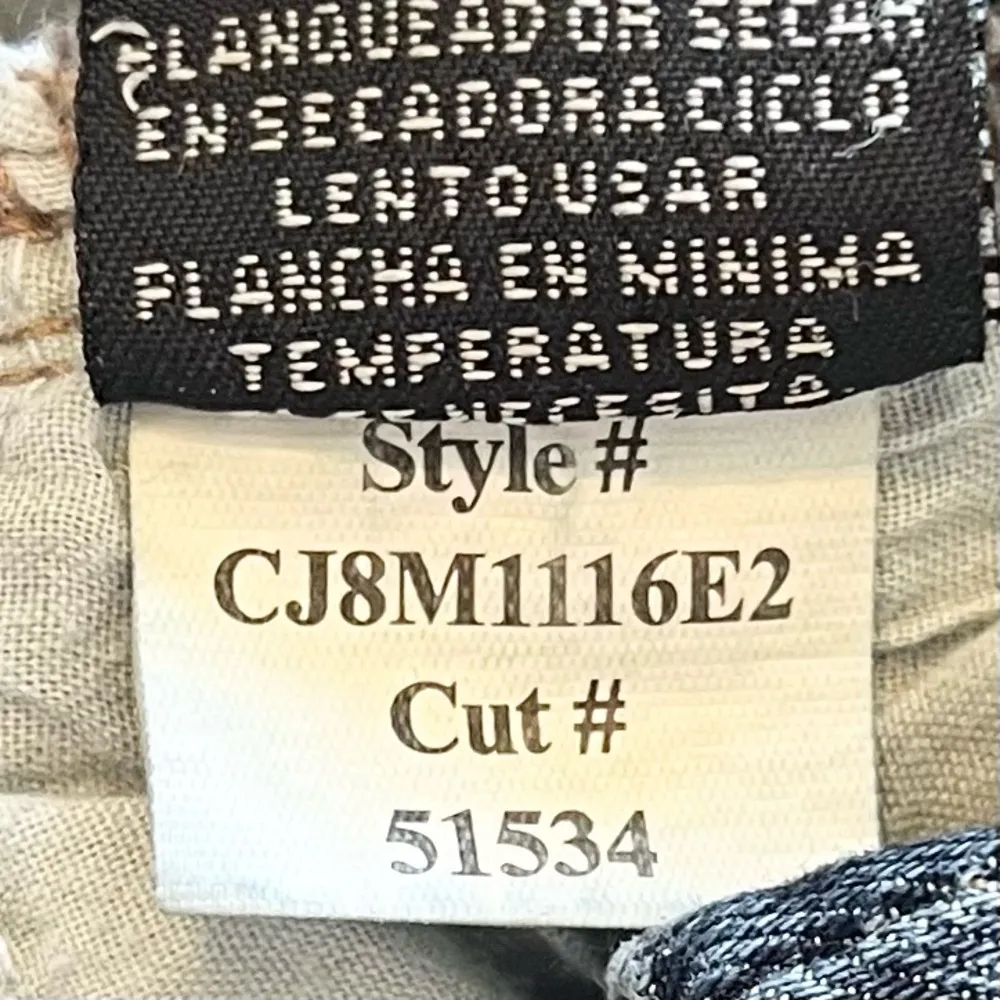 BLANQUEADOR SECAR
EN SECADORA CICLO
LENTO USAR
PLANCHA EN MINIMA
TEMPERATURA
Style #
CJ8M1116E2
Cut #
51534